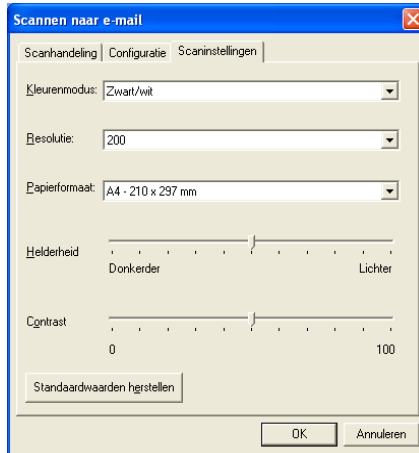 Scannen naar e-mail
Scanhandeling Configuratie Scaninstellingen
Kleurenmodus: Zwart/wit
Resolutie: 200
Papierformaat: A4 - 210 x 297 mm
Helderheid
Donkerder Lichter
Contrast
0 100
Standaardwaarden herstellen
OK Annuleren